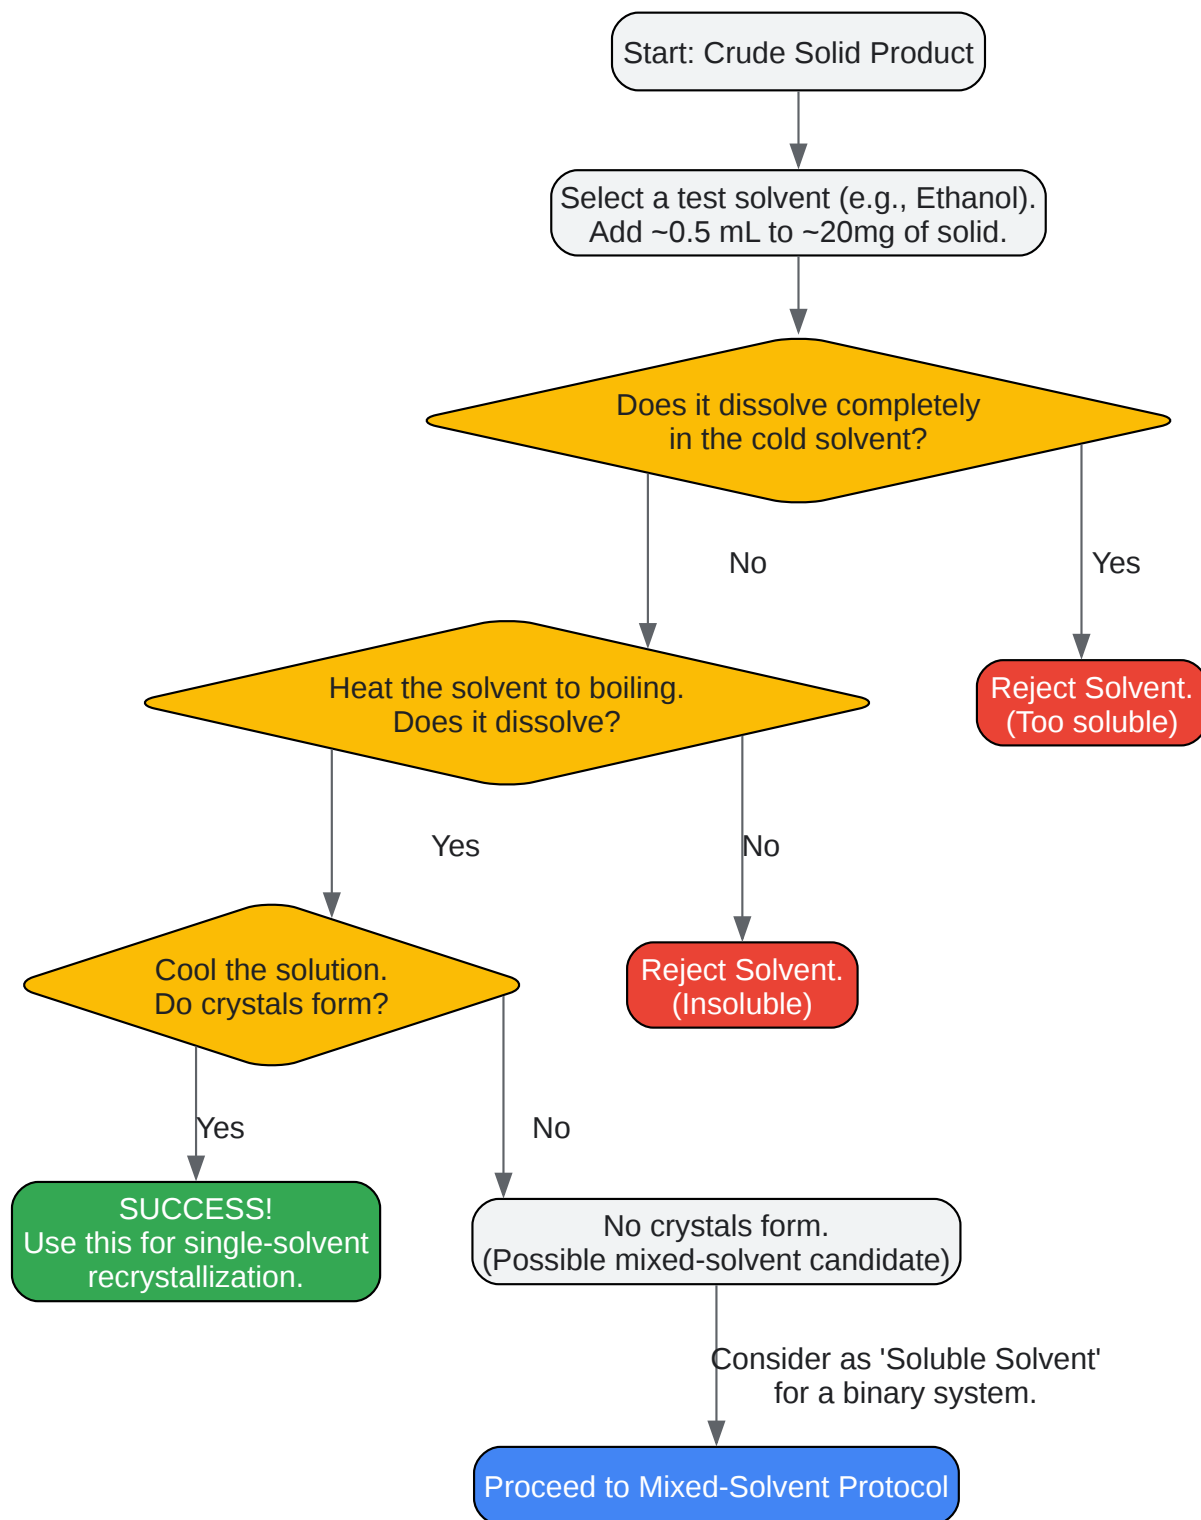 Start: Crude Solid Product
Select a test solvent (e.g., Ethanol).
Add ~0.5 mL to ~20mg of solid.
Does it dissolve completely
in the cold solvent?
No
Yes
Heat the solvent to boiling.
Does it dissolve?
Reject Solvent.
(Too soluble)
Yes
No
Cool the solution.
Do crystals form?
Reject Solvent.
(Insoluble)
Yes
No
SUCCESS!
Use this for single-solvent
recrystallization.
No crystals form.
(Possible mixed-solvent candidate)
Consider as 'Soluble Solvent'
for a binary system.
Proceed to Mixed-Solvent Protocol